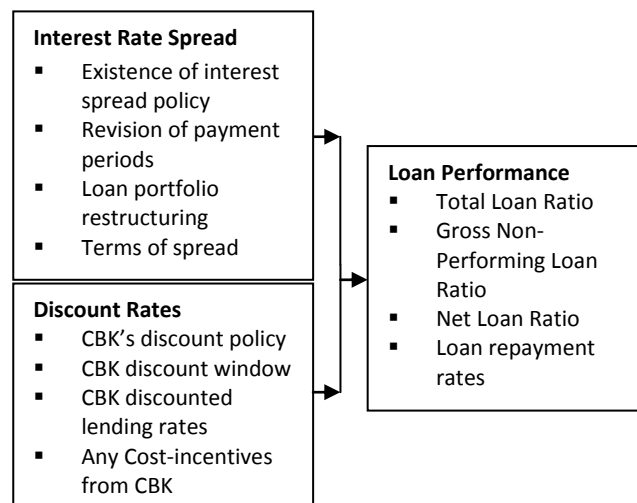 Interest Rate Spread
▪ Existence of interest
spread policy
▪ Revision of payment
periods
▪ Loan portfolio
restructuring
▪ Terms of spread
Discount Rates
▪ CBK’s discount policy
▪ CBK discount window
▪ CBK discounted
lending rates
▪ Any Cost-incentives
from CBK
Loan Performance
▪ Total Loan Ratio
▪ Gross Non-
Performing Loan
Ratio
▪ Net Loan Ratio
▪ Loan repayment
rates